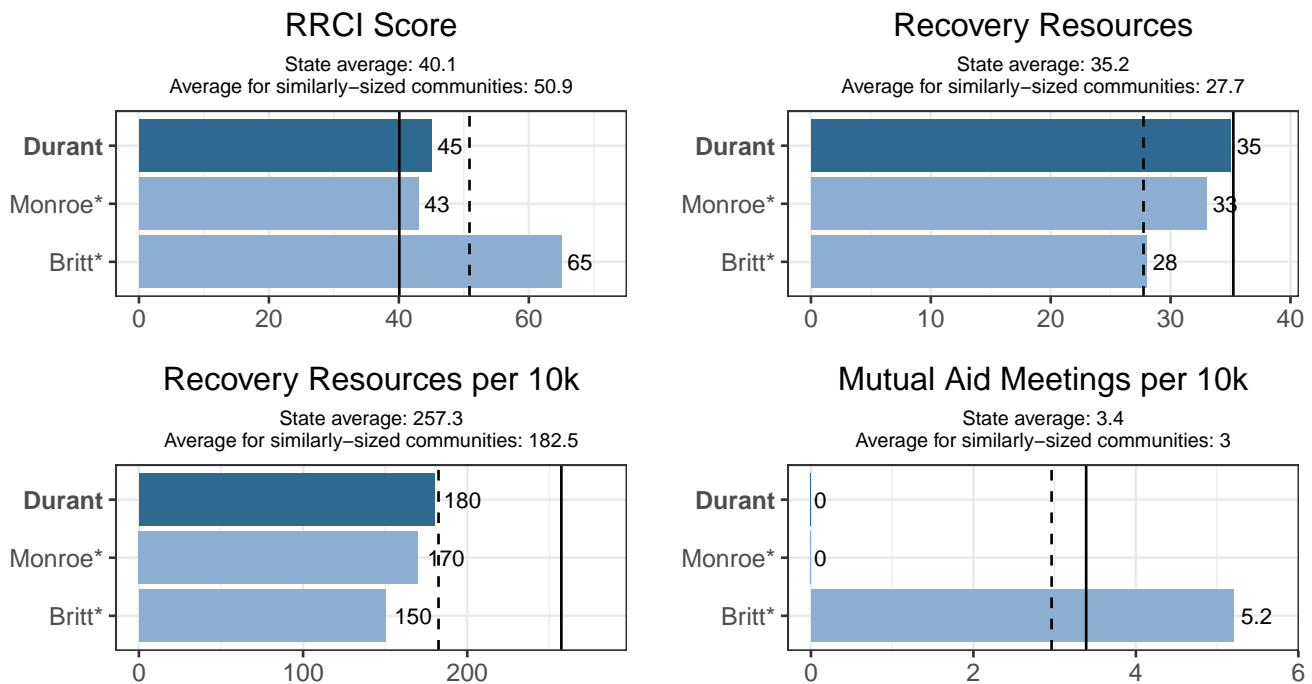 RRCI Score
State average: 40.1
Average for similarly−sized communities: 50.9
Durant
45
Monroe*
43
Britt*
65
0 20 40 60
Recovery Resources
State average: 35.2
Average for similarly−sized communities: 27.7
Durant
35
Monroe*
33
Britt*
28
0 10 20 30 40
Recovery Resources per 10k
State average: 257.3
Average for similarly−sized communities: 182.5
Durant
180
Monroe*
170
Britt*
150
0 100 200
Mutual Aid Meetings per 10k
State average: 3.4
Average for similarly−sized communities: 3
Durant
0
Monroe*
0
Britt*
5.2
0 2 4 6